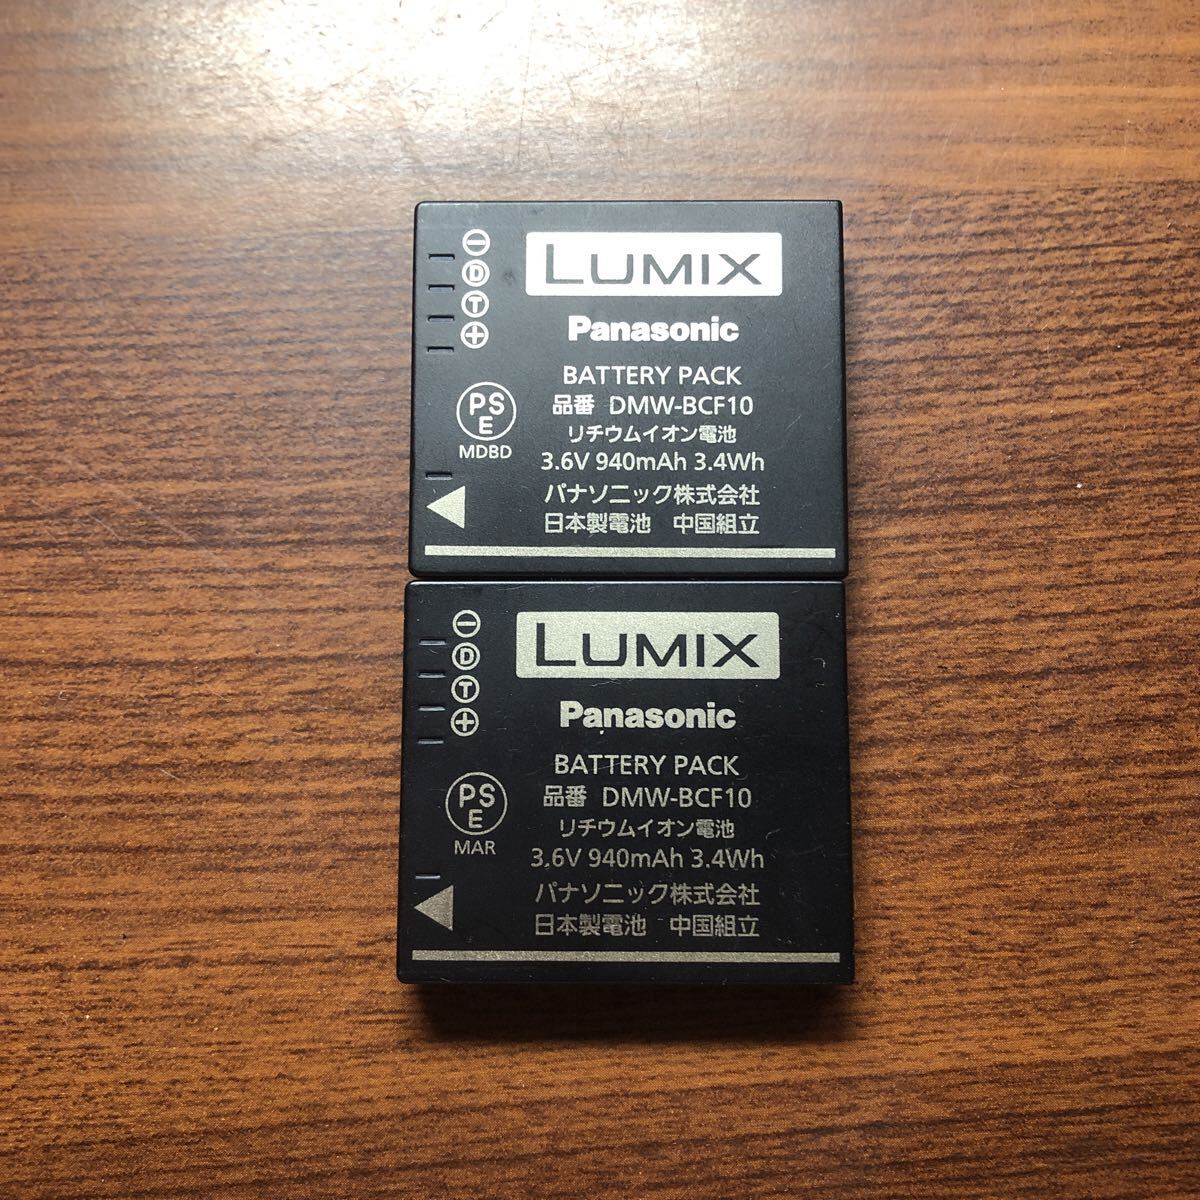 LUMIX
Panasonic
BATTERY PACK
品番 DMW-BCF10
リチウムイオン電池
3.6V 940mAh 3.4Wh
パナソニック株式会社
日本製電池 中国組立
－
D
T
＋
PS
E
MDBD
LUMIX
Panasonic
BATTERY PACK
品番 DMW-BCF10
リチウムイオン電池
3.6V 940mAh 3.4Wh
パナソニック株式会社
日本製電池 中国組立
－
D
T
＋
PS
E
MAR